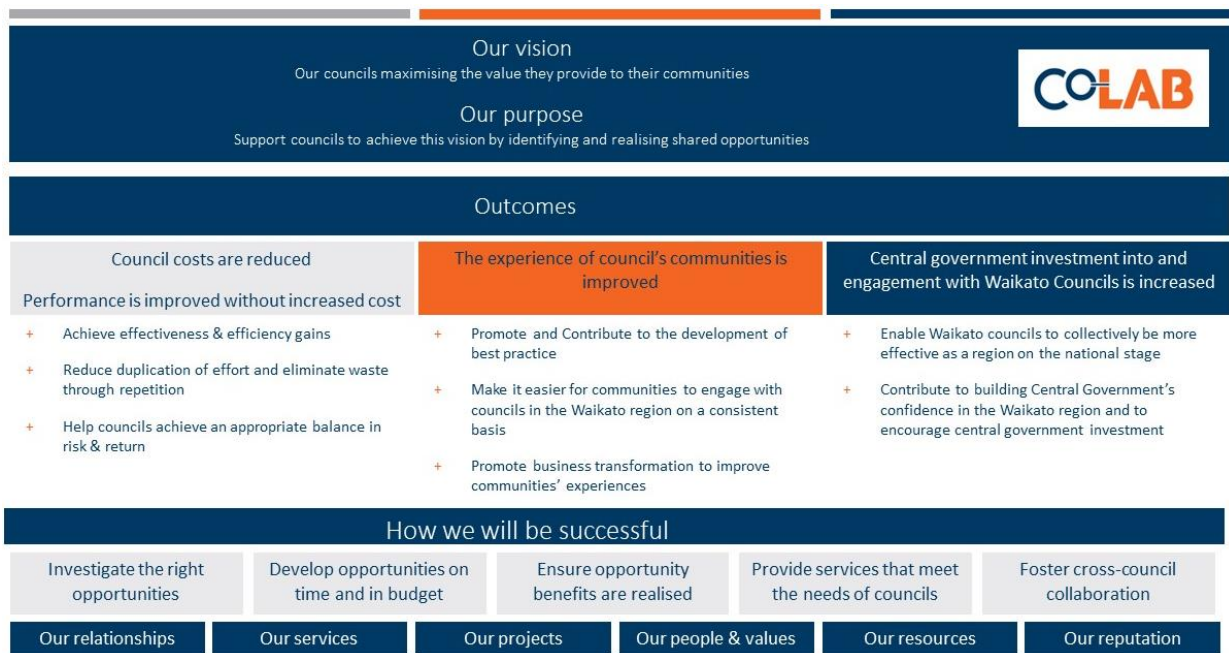 Our vision
Our councils maximising the value they provide to their communities
Our purpose
Support councils to achieve this vision by identifying and realising shared opportunities
COLAB
Outcomes
Council costs are reduced
Performance is improved without increased cost
+ Achieve effectiveness & efficiency gains
+ Reduce duplication of effort and eliminate waste
through repetition
+ Help councils achieve an appropriate balance in
risk & return
The experience of council's communities is
improved
+ Promote and Contribute to the development of
best practice
+ Make it easier for communities to engage with
councils in the Waikato region on a consistent
basis
+ Promote business transformation to improve
communities' experiences
Central government investment into and
engagement with Waikato Councils is increased
+ Enable Waikato councils to collectively be more
effective as a region on the national stage
+ Contribute to building Central Government's
confidence in the Waikato region and to
encourage central government investment
How we will be successful
Investigate the right
opportunities
Develop opportunities on
time and in budget
Ensure opportunity
benefits are realised
Provide services that meet
the needs of councils
Foster cross-council
collaboration
Our relationships
Our services
Our projects
Our people & values
Our resources
Our reputation